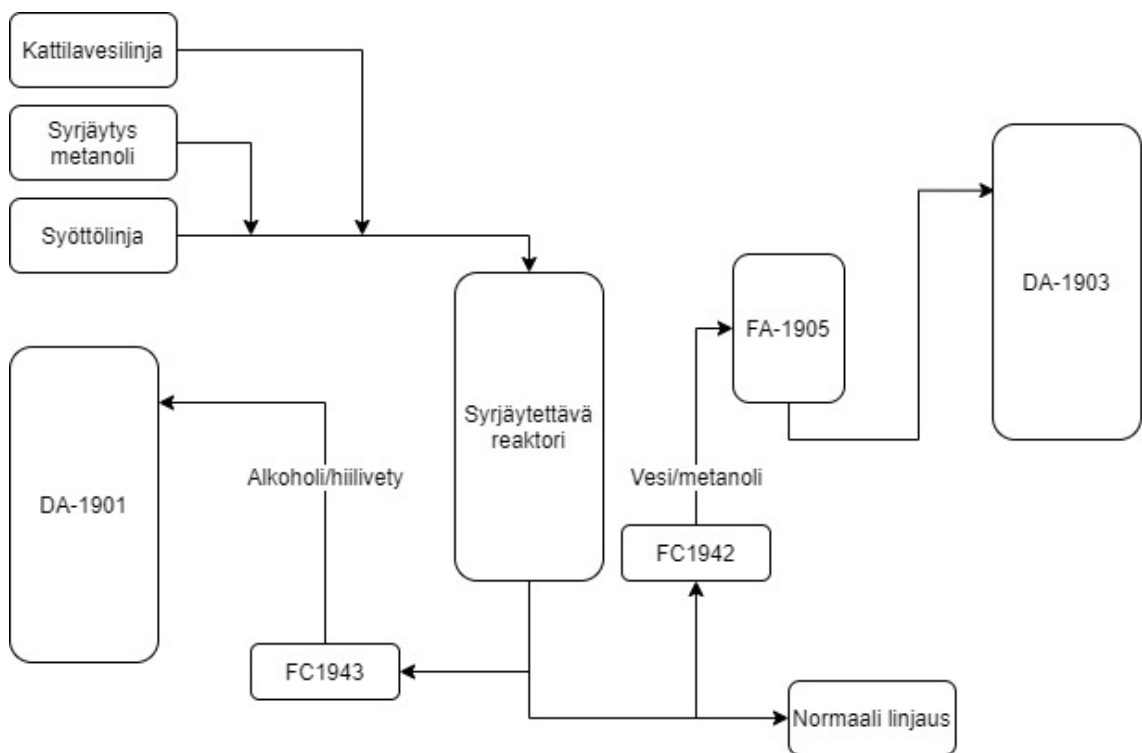 Kattilavesilinja
Syrjäytys
metanoli
Syöttölinja
DA-1903
FA-1905
Syrjäytettävä
reaktori
DA-1901
Alkoholi/hiilivety
Vesi/metanoli
FC1942
FC1943
Normaali linjaus